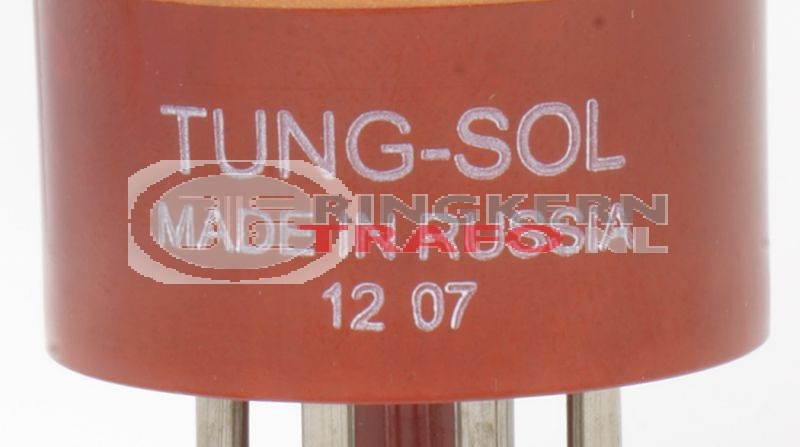 TUNG-SOL
RINGKERN
MADE IN RUSSIA
TRAFO
12 07